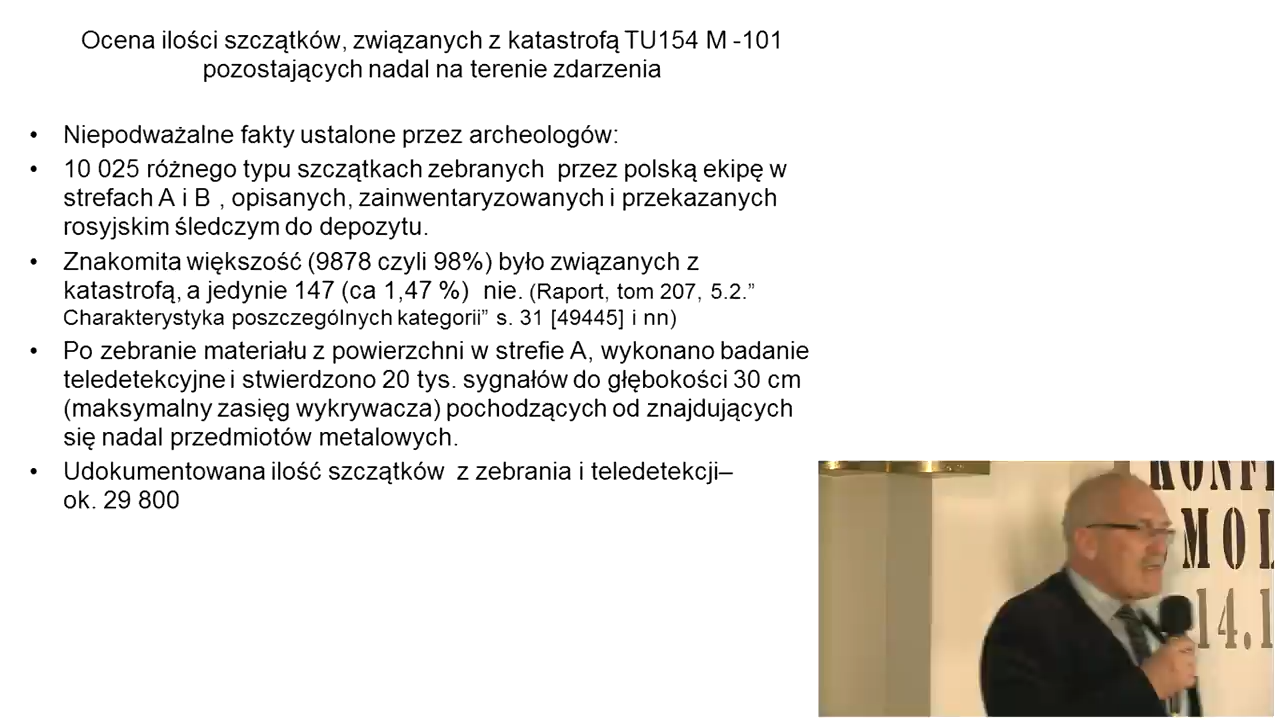 Ocena ilości szczątków, związanych z katastrofą TU154 M -101
pozostających nadal na terenie zdarzenia
• Niepodważalne fakty ustalone przez archeologów:
• 10 025 różnego typu szczątkach zebranych przez polską ekipę w
strefach A i B , opisanych, zainwentaryzowanych i przekazanych
rosyjskim śledczym do depozytu.
• Znakomita większość (9878 czyli 98%) było związanych z
katastrofą, a jedynie 147 (ca 1,47 %) nie. (Raport, tom 207, 5.2.”
Charakterystyka poszczególnych kategorii” s. 31 [49445] i nn)
• Po zebranie materiału z powierzchni w strefie A, wykonano badanie
teledetekcyjne i stwierdzono 20 tys. sygnałów do głębokości 30 cm
(maksymalny zasięg wykrywacza) pochodzących od znajdujących
się nadal przedmiotów metalowych.
• Udokumentowana ilość szczątków z zebrania i teledetekcji–
ok. 29 800
KONF
MOL
14.1